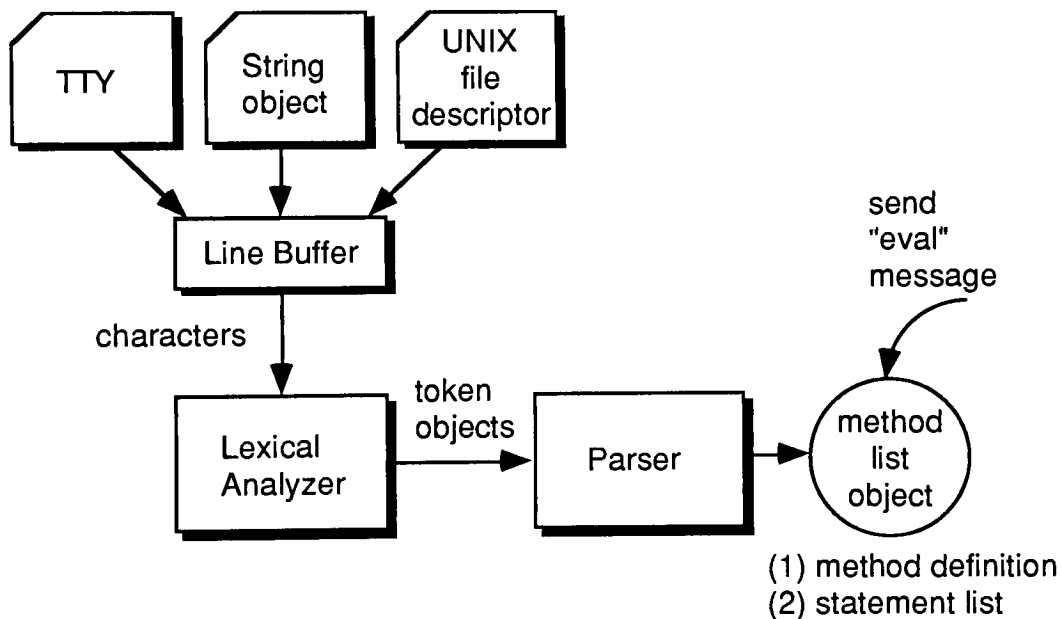 TTY
String
object
UNIX
file
descriptor
Line Buffer
characters
send
"eval"
message
Lexical
Analyzer
token
objects
Parser
method
list
object
(1) method definition
(2) statement list